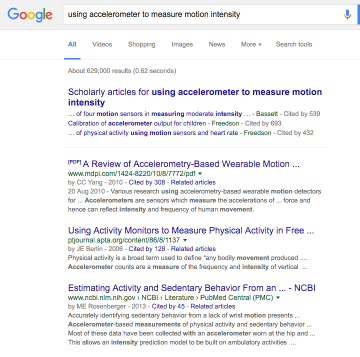 Google using accelerometer to measure motion intensity
All Videos Shopping Images News More Search tools
About 629,000 results (0.62 seconds)
Scholarly articles for using accelerometer to measure motion
intensity
... of four motion sensors in measuring moderate intensity ... - Bassett - Cited by 539
Calibration of accelerometer output for children - Freedson - Cited by 693
... of physical activity using motion sensors and heart rate - Freedson - Cited by 432
[PDF] A Review of Accelerometry-Based Wearable Motion ...
www.mdpi.com/1424-8220/10/8/7772/pdf
by CC Yang - 2010 - Cited by 308 - Related articles
20 Aug 2010 - Various research using accelerometry-based wearable motion detectors
for ... Accelerometers are sensors which measure the accelerations of ... force and
hence can reflect intensity and frequency of human movement.
Using Activity Monitors to Measure Physical Activity in Free ...
ptjournal.apta.org/content/86/8/1137
by JE Berlin - 2006 - Cited by 128 - Related articles
Physical activity is a broad term used to define “any bodily movement produced ....
Accelerometer counts are a measure of the frequency and intensity of vertical ...
Estimating Activity and Sedentary Behavior From an ... - NCBI
www.ncbi.nlm.nih.gov › NCBI › Literature › PubMed Central (PMC)
by ME Rosenberger - 2013 - Cited by 45 - Related articles
Accurately identifying sedentary behavior from a lack of wrist motion presents ...
Accelerometer-based measurements of physical activity and sedentary behavior ...
Most of these data have been collected with an accelerometer worn at the hip and ...
This allows an intensity prediction model to be built on ambulatory activities ...